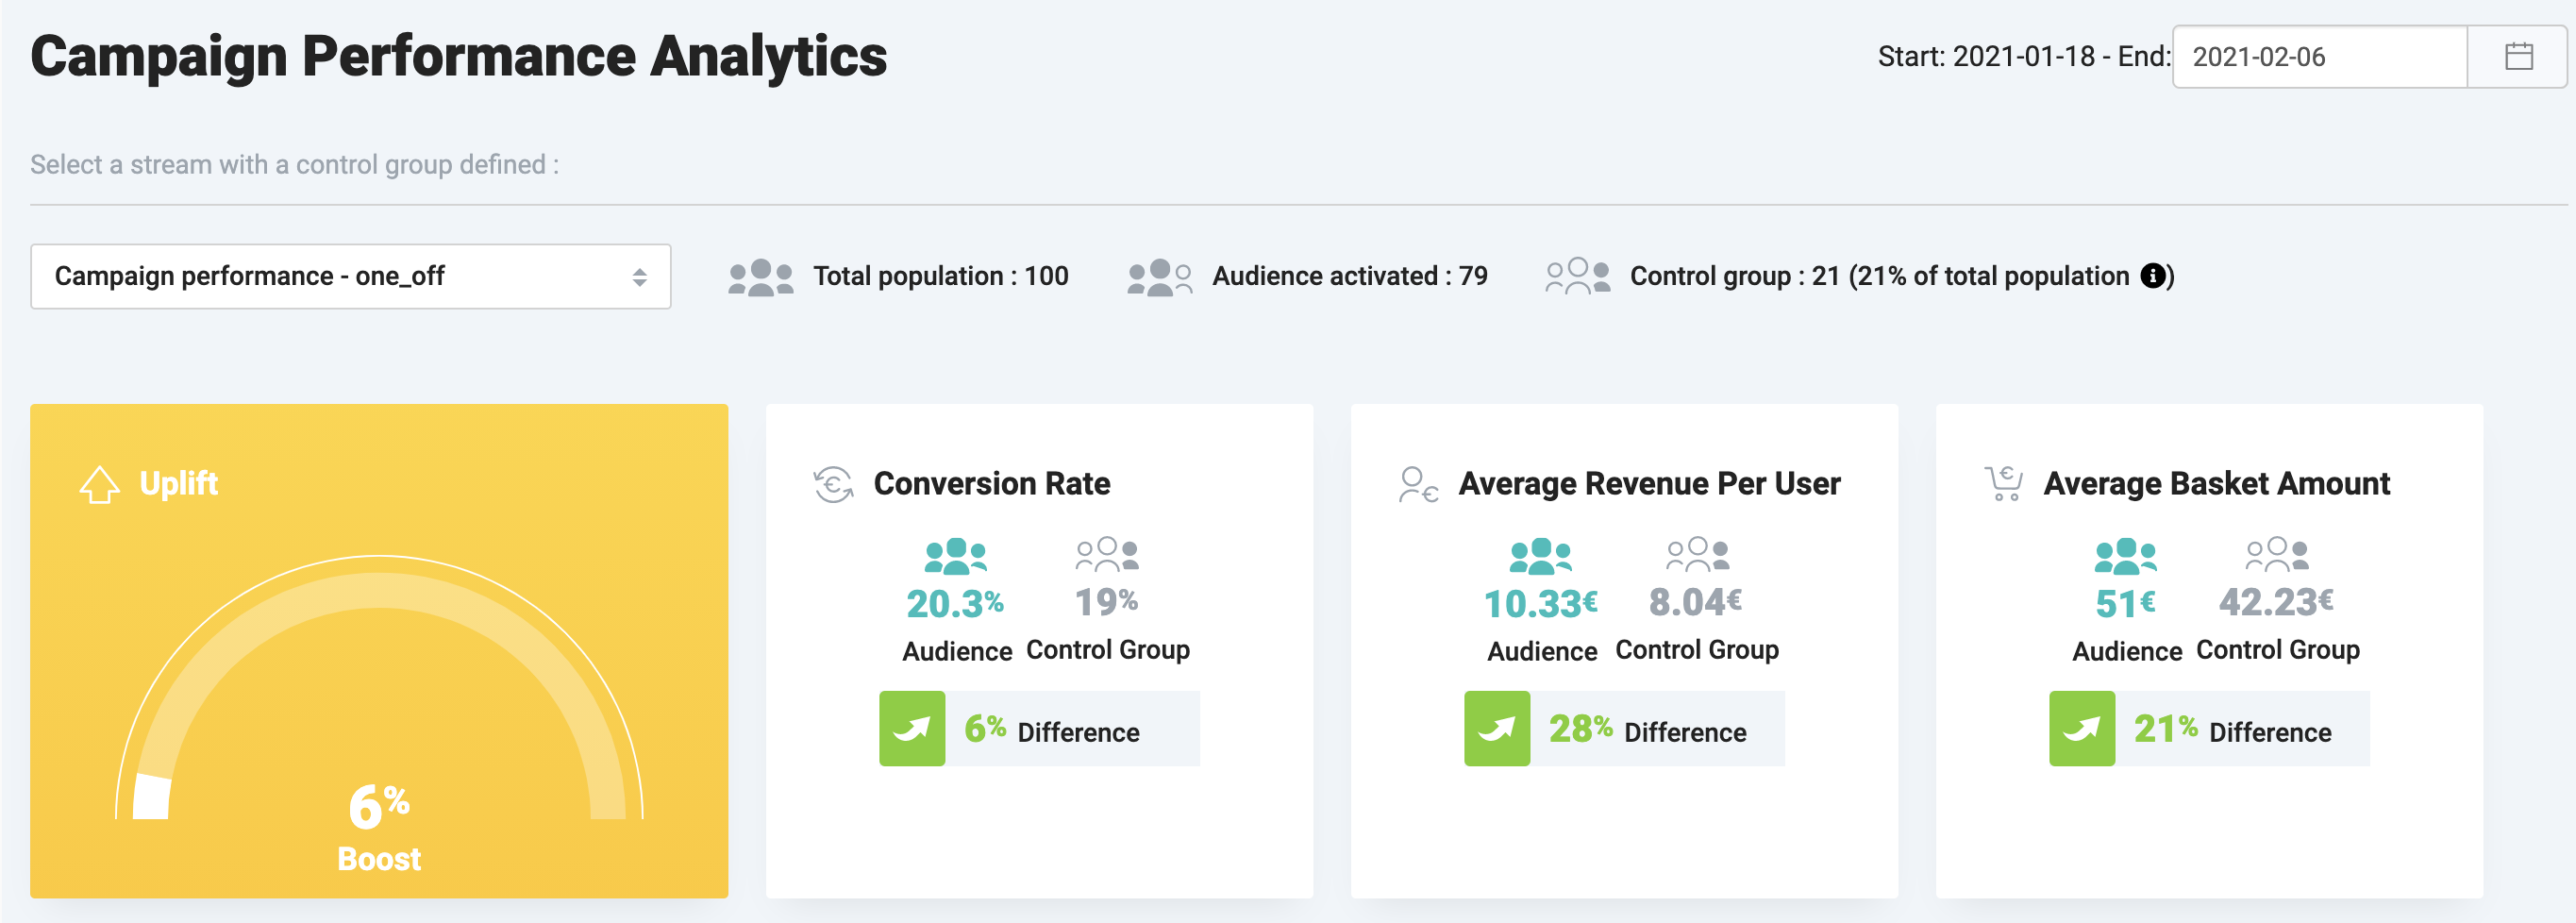 Campaign Performance Analytics
Start: 2021-01-18 - End: 2021-02-06
Select a stream with a control group defined :
Campaign performance - one_off
Total population : 100
Audience activated : 79
Control group : 21 (21% of total population i)
Uplift
6%
Boost
Conversion Rate
20.3% 19%
Audience Control Group
6% Difference
Average Revenue Per User
10.33€ 8.04€
Audience Control Group
28% Difference
Average Basket Amount
51€ 42.23€
Audience Control Group
21% Difference